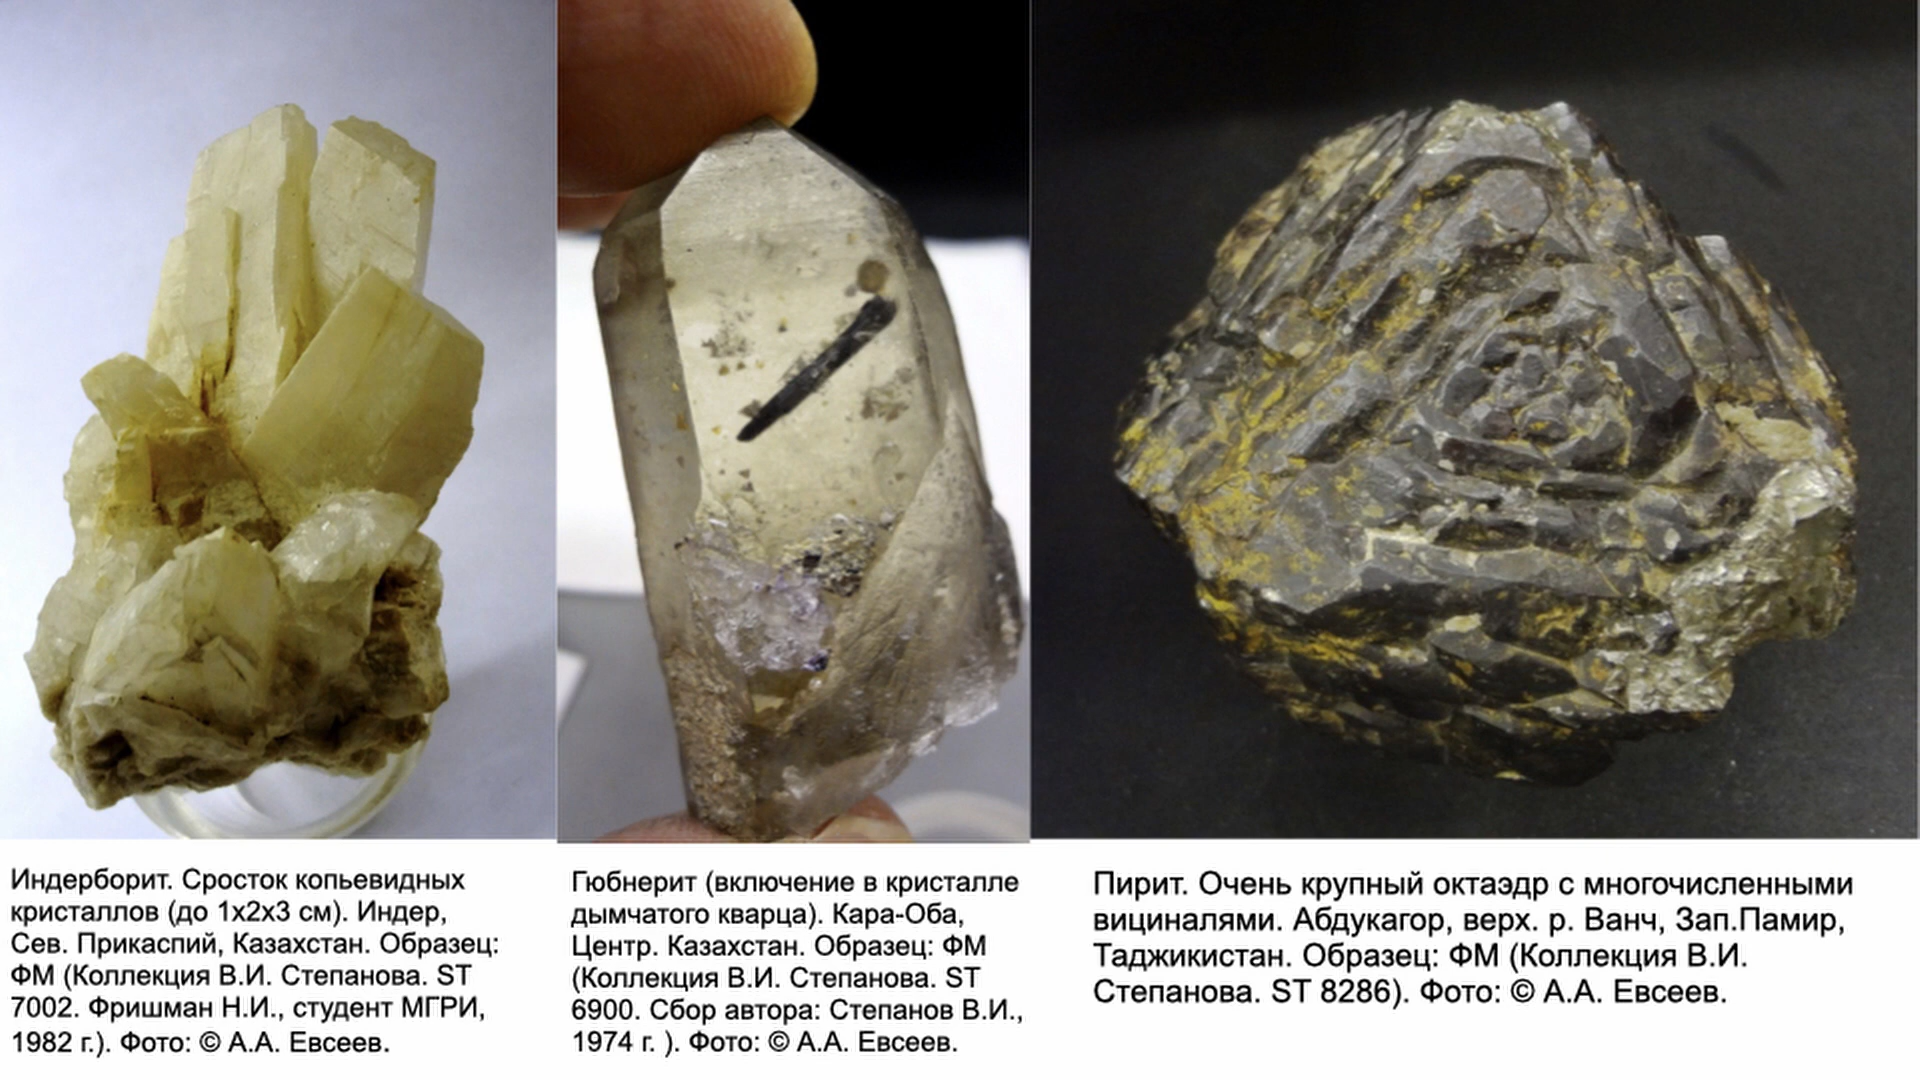 Индерборит. Сросток копьевидных
кристаллов (до 1х2х3 см). Индер,
Сев. Прикаспий, Казахстан. Образец:
ФМ (Коллекция В.И. Степанова. ST
7002. Фришман Н.И., студент МГРИ,
1982 г.). Фото: © А.А. Евсеев.
Гюбнерит (включение в кристалле
дымчатого кварца). Кара-Оба,
Центр. Казахстан. Образец: ФМ
(Коллекция В.И. Степанова. ST
6900. Сбор автора: Степанов В.И.,
1974 г. ). Фото: © А.А. Евсеев.
Пирит. Очень крупный октаэдр с многочисленными
вициналями. Абдукагор, верх. р. Ванч, Зап.Памир,
Таджикистан. Образец: ФМ (Коллекция В.И.
Степанова. ST 8286). Фото: © А.А. Евсеев.